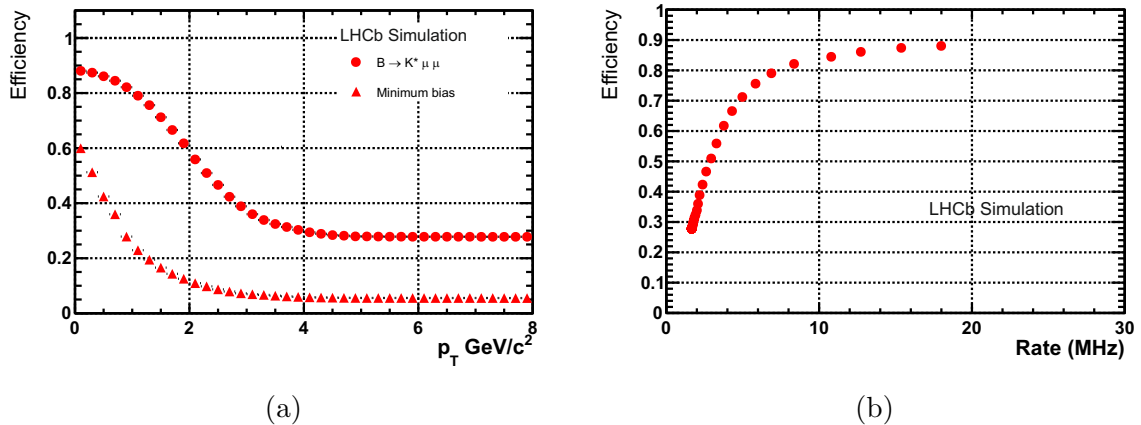 Efficiency
1
0.8
0.6
0.4
0.2
0
LHCb Simulation
B → K* μ μ
Minimum bias
0 2 4 6 8
p_T GeV/c²
(a)
Efficiency
1
0.9
0.8
0.7
0.6
0.5
0.4
0.3
0.2
0.1
0
LHCb Simulation
0 10 20 30
Rate (MHz)
(b)